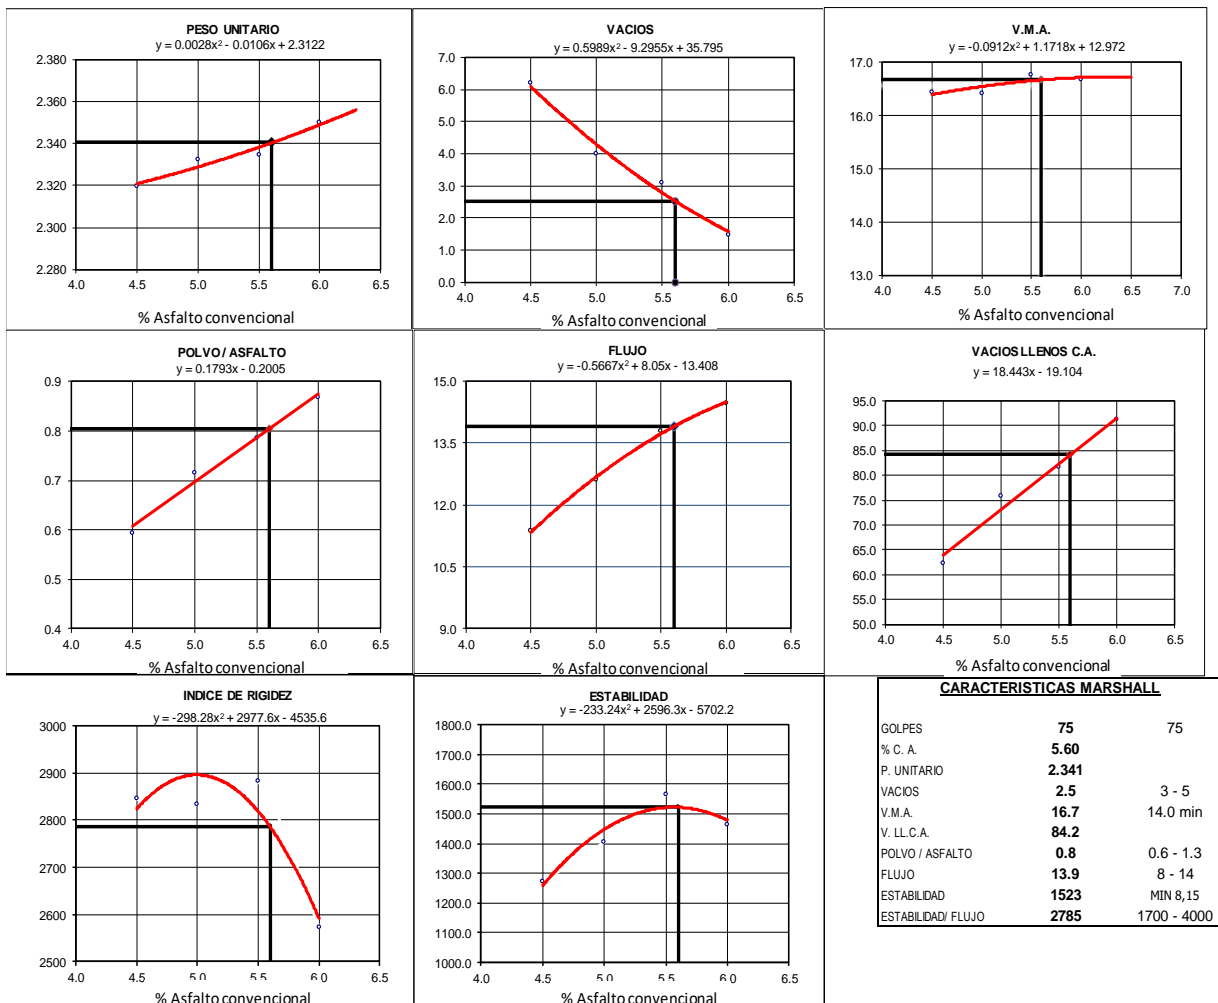 PESO UNITARIO
y = 0.0028x² - 0.0106x + 2.3122
2.380
2.360
2.340
2.320
2.300
2.280
4.0 4.5 5.0 5.5 6.0 6.5
% Asfalto convencional
VACIOS
y = 0.5989x² - 9.2955x + 35.795
7.0
6.0
5.0
4.0
3.0
2.0
1.0
0.0
4.0 4.5 5.0 5.5 6.0 6.5
% Asfalto convencional
V.M.A.
y = -0.0912x² + 1.1718x + 12.972
17.0
16.0
15.0
14.0
13.0
4.0 4.5 5.0 5.5 6.0 6.5 7.0
% Asfalto convencional
POLVO / ASFALTO
y = 0.1793x - 0.2005
0.9
0.8
0.7
0.6
0.5
0.4
4.0 4.5 5.0 5.5 6.0 6.5
% Asfalto convencional
FLUJO
y = -0.5667x² + 8.05x - 13.408
15.0
13.5
12.0
10.5
9.0
4.0 4.5 5.0 5.5 6.0 6.5
% Asfalto convencional
VACIOS LLENOS C.A.
y = 18.443x - 19.104
95.0
90.0
85.0
80.0
75.0
70.0
65.0
60.0
55.0
50.0
4.0 4.5 5.0 5.5 6.0 6.5
% Asfalto convencional
INDICE DE RIGIDEZ
y = -298.28x² + 2977.6x - 4535.6
3000
2900
2800
2700
2600
2500
4.0 4.5 5.0 5.5 6.0 6.5
% Asfalto convencional
ESTABILIDAD
y = -233.24x² + 2596.3x - 5702.2
1800.0
1700.0
1600.0
1500.0
1400.0
1300.0
1200.0
1100.0
1000.0
4.0 4.5 5.0 5.5 6.0 6.5
% Asfalto convencional
CARACTERISTICAS MARSHALL
GOLPES 75 75
% C. A. 5.60
P. UNITARIO 2.341
VACIOS 2.5 3 - 5
V.M.A. 16.7 14.0 min
V. LL.C.A. 84.2
POLVO / ASFALTO 0.8 0.6 - 1.3
FLUJO 13.9 8 - 14
ESTABILIDAD 1523 MIN 8,15
ESTABILIDAD/ FLUJO 2785 1700 - 4000